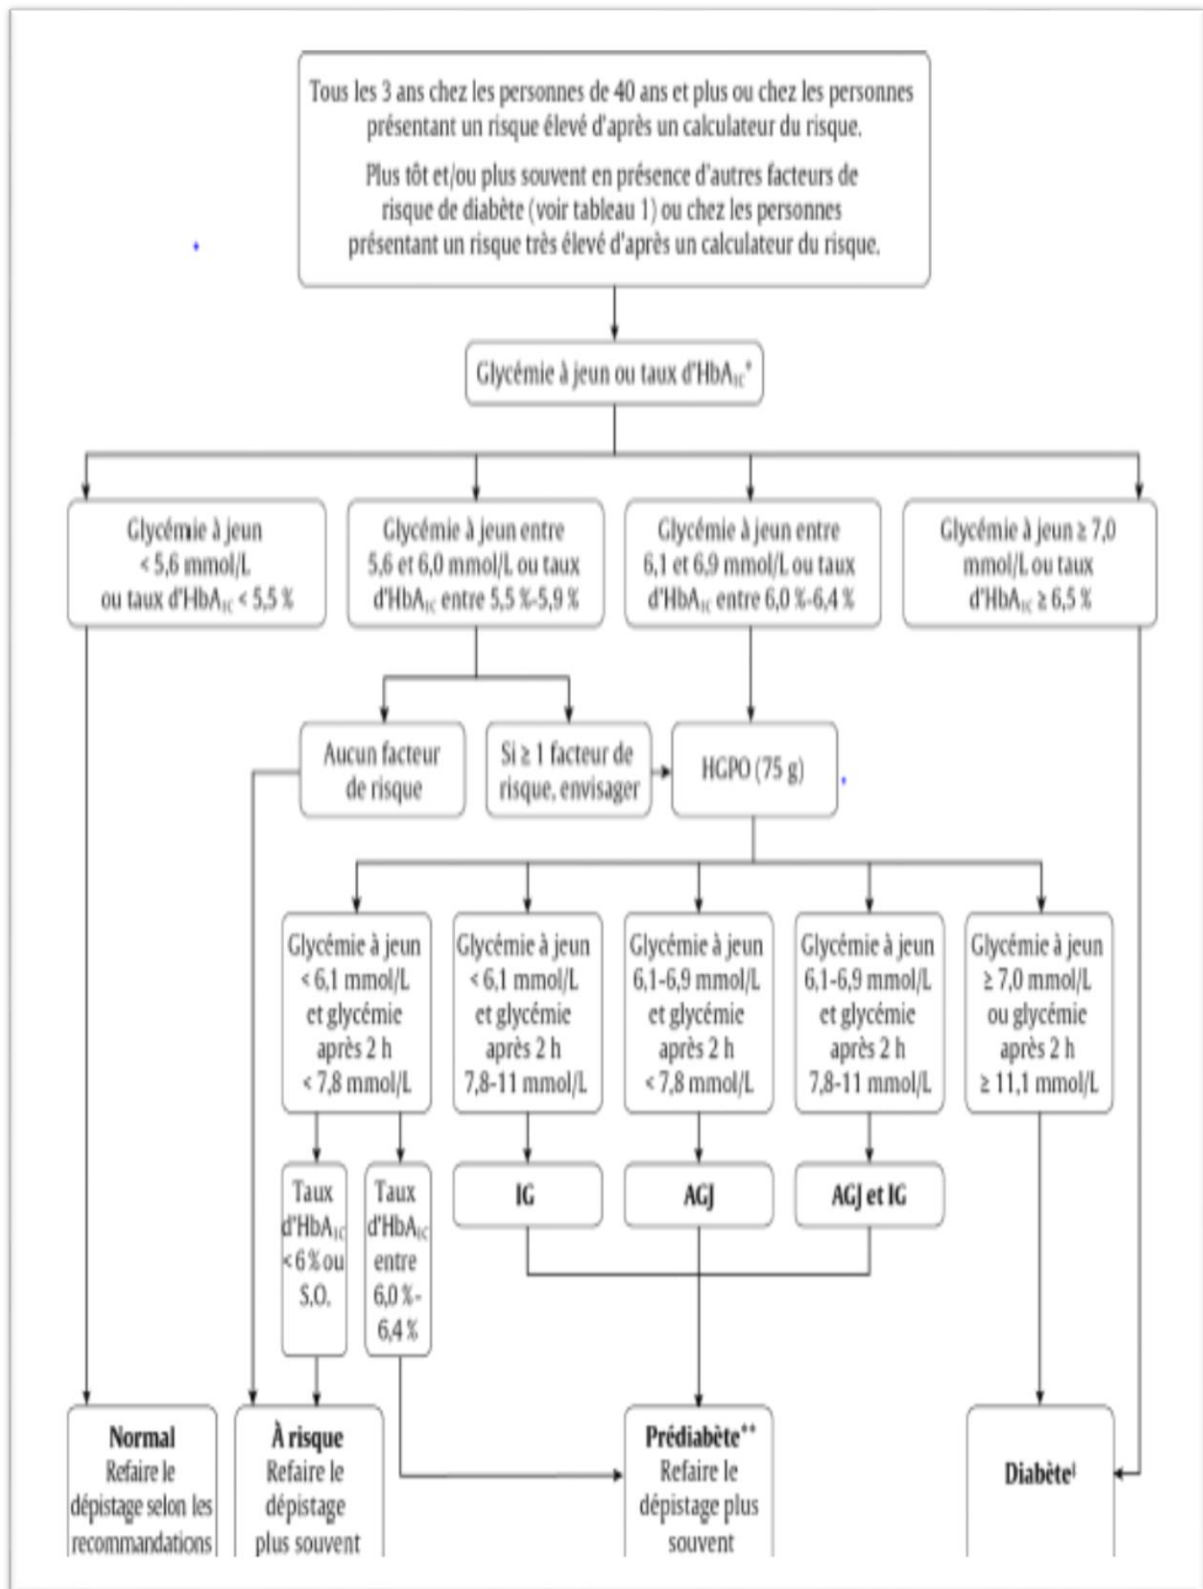 Tous les 3 ans chez les personnes de 40 ans et plus ou chez les personnes
présentant un risque élevé d'après un calculateur du risque.
Plus tôt et/ou plus souvent en présence d'autres facteurs de
risque de diabète (voir tableau 1) ou chez les personnes
présentant un risque très élevé d'après un calculateur du risque.
Glycémie à jeun ou taux d'HbA1C*
Glycémie à jeun
< 5,6 mmol/L
ou taux d'HbA1C < 5,5 %
Glycémie à jeun entre
5,6 et 6,0 mmol/L ou taux
d'HbA1C entre 5,5 %-5,9 %
Glycémie à jeun entre
6,1 et 6,9 mmol/L ou taux
d'HbA1C entre 6,0 %-6,4 %
Glycémie à jeun ≥ 7,0
mmol/L ou taux
d'HbA1C ≥ 6,5 %
Aucun facteur
de risque
Si ≥ 1 facteur de
risque, envisager
HGPO (75 g)
Glycémie à jeun
< 6,1 mmol/L
et glycémie
après 2 h
< 7,8 mmol/L
Glycémie à jeun
< 6,1 mmol/L
et glycémie
après 2 h
7,8-11 mmol/L
Glycémie à jeun
6,1-6,9 mmol/L
et glycémie
après 2 h
< 7,8 mmol/L
Glycémie à jeun
6,1-6,9 mmol/L
et glycémie
après 2 h
7,8-11 mmol/L
Glycémie à jeun
≥ 7,0 mmol/L
ou glycémie
après 2 h
≥ 11,1 mmol/L
Taux
d'HbA1C
< 6 % ou
S.O.
Taux
d'HbA1C
entre
6,0 %-
6,4 %
IG
AGJ
AGJ et IG
Normal
Refaire le
dépistage selon les
recommandations
À risque
Refaire le
dépistage
plus souvent
Prédiabète**
Refaire le
dépistage plus
souvent
Diabète‡